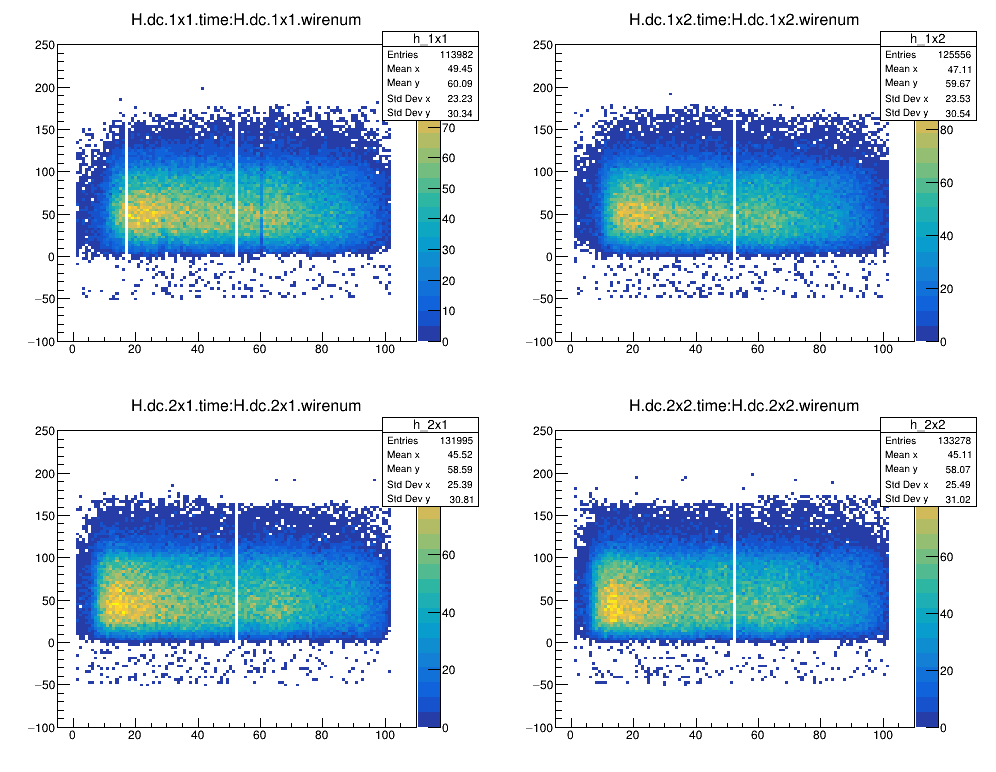 H.dc.1x1.time:H.dc.1x1.wirenum
h_1x1
Entries 113982
Mean x 49.45
Mean y 60.09
Std Dev x 23.23
Std Dev y 30.34
250
200
150
100
50
0
−50
−100
0 20 40 60 80 100
70
60
50
40
30
20
10
0
H.dc.1x2.time:H.dc.1x2.wirenum
h_1x2
Entries 125556
Mean x 47.11
Mean y 59.67
Std Dev x 23.53
Std Dev y 30.54
250
200
150
100
50
0
−50
−100
0 20 40 60 80 100
80
60
40
20
0
H.dc.2x1.time:H.dc.2x1.wirenum
h_2x1
Entries 131995
Mean x 45.52
Mean y 58.59
Std Dev x 25.39
Std Dev y 30.81
250
200
150
100
50
0
−50
−100
0 20 40 60 80 100
60
40
20
0
H.dc.2x2.time:H.dc.2x2.wirenum
h_2x2
Entries 133278
Mean x 45.11
Mean y 58.07
Std Dev x 25.49
Std Dev y 31.02
250
200
150
100
50
0
−50
−100
0 20 40 60 80 100
60
40
20
0